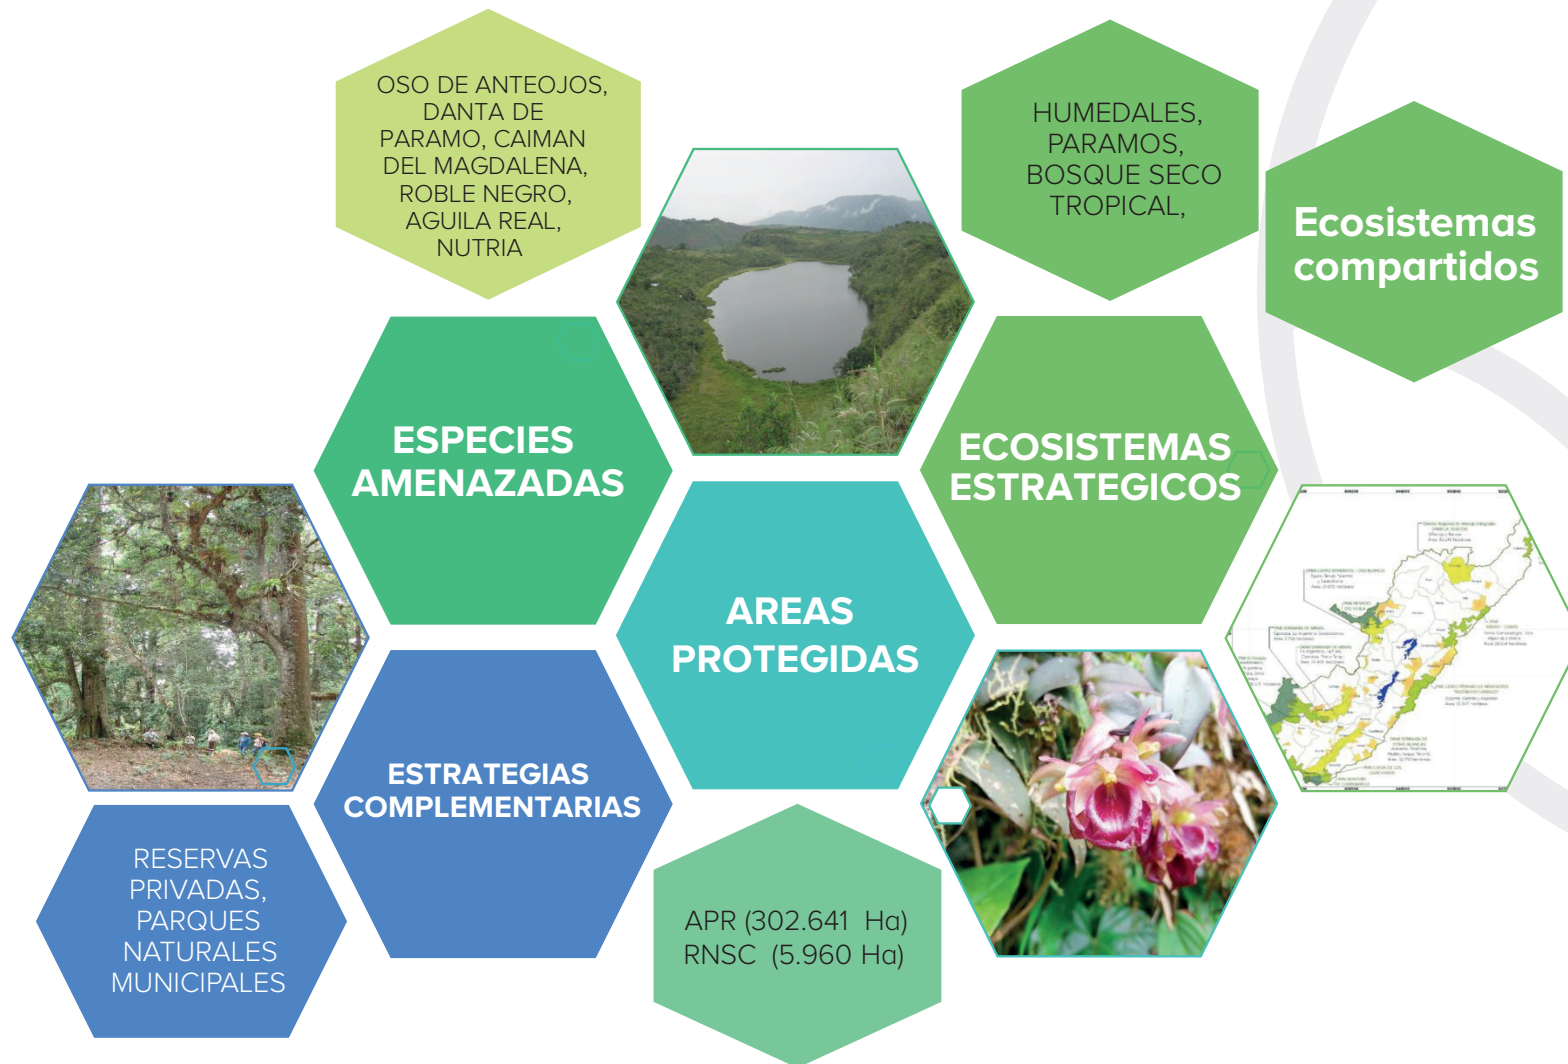 OSO DE ANTEOJOS,
DANTA DE
PARAMO, CAIMAN
DEL MAGDALENA,
ROBLE NEGRO,
AGUILA REAL,
NUTRIA
HUMEDALES,
PARAMOS,
BOSQUE SECO
TROPICAL,
Ecosistemas
compartidos
ESPECIES
AMENAZADAS
ECOSISTEMAS
ESTRATEGICOS
AREAS
PROTEGIDAS
ESTRATEGIAS
COMPLEMENTARIAS
RESERVAS
PRIVADAS,
PARQUES
NATURALES
MUNICIPALES
APR (302.641 Ha)
RNSC (5.960 Ha)